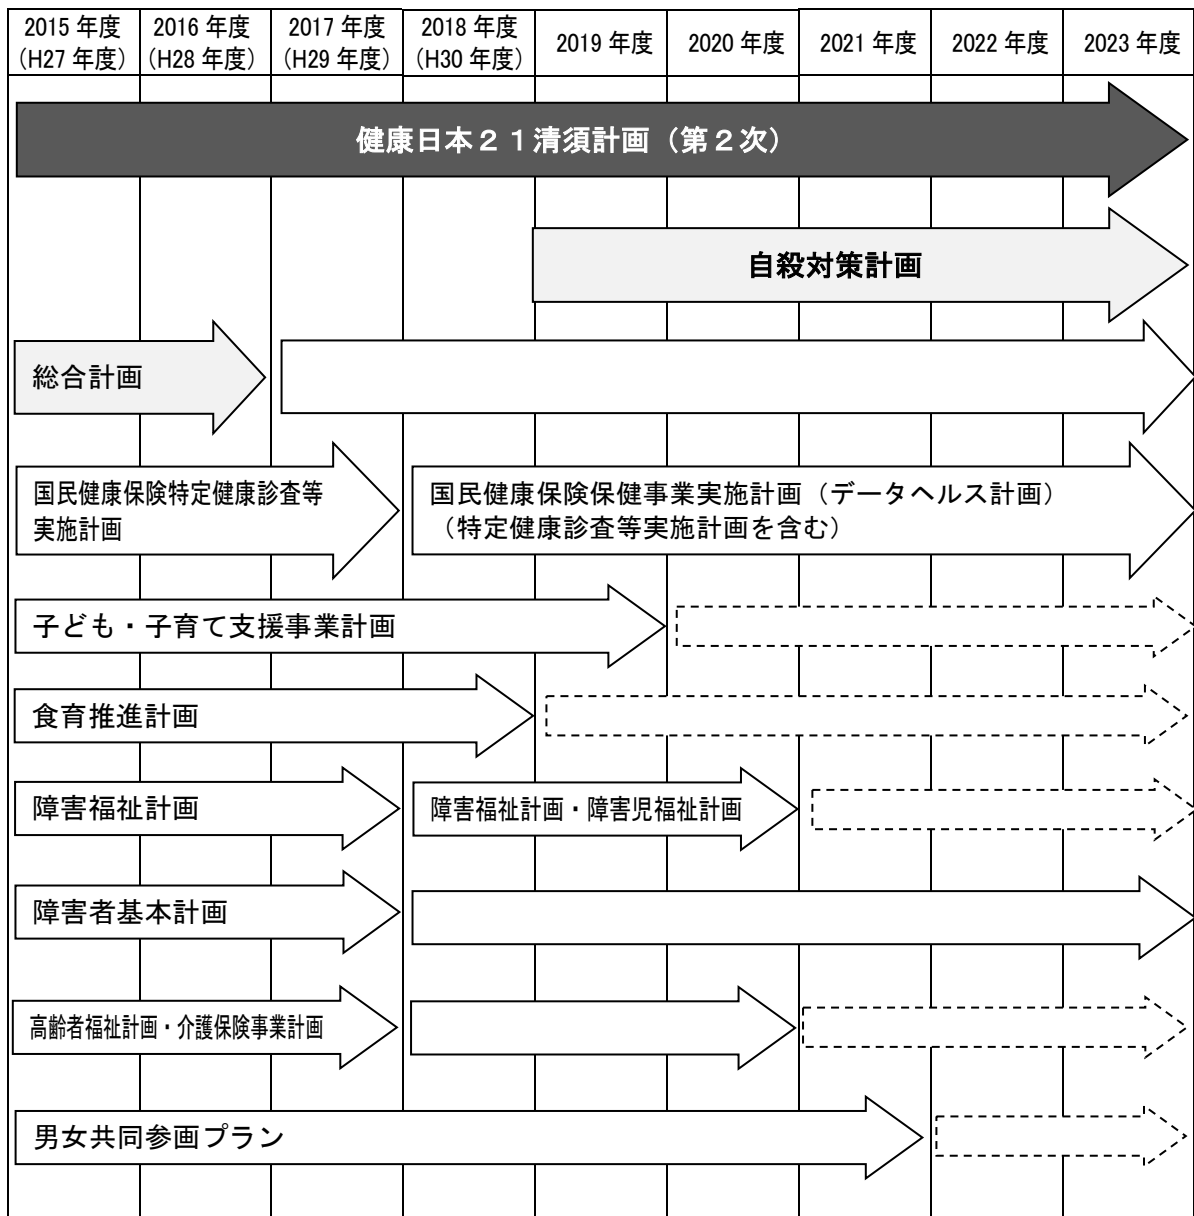 2015 年度
(H27 年度)
2016 年度
(H28 年度)
2017 年度
(H29 年度)
2018 年度
(H30 年度)
2019 年度
2020 年度
2021 年度
2022 年度
2023 年度
健康日本２１清須計画（第２次）
自殺対策計画
総合計画
国民健康保険特定健康診査等
実施計画
国民健康保険保健事業実施計画（データヘルス計画）
（特定健康診査等実施計画を含む）
子ども・子育て支援事業計画
食育推進計画
障害福祉計画
障害福祉計画・障害児福祉計画
障害者基本計画
高齢者福祉計画・介護保険事業計画
男女共同参画プラン